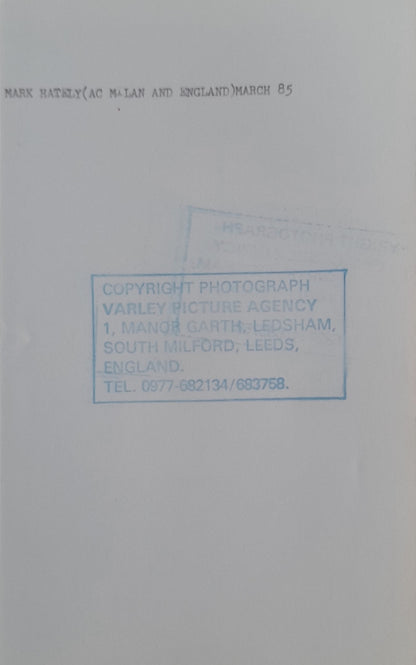 MARK HATELY(AC MILAN AND ENGLAND)MARCH 85
COPYRIGHT PHOTOGRAPH
VARLEY PICTURE AGENCY
1, MANOR GARTH, LEDSHAM,
SOUTH MILFORD, LEEDS,
ENGLAND.
TEL. 0977-682134/683758.